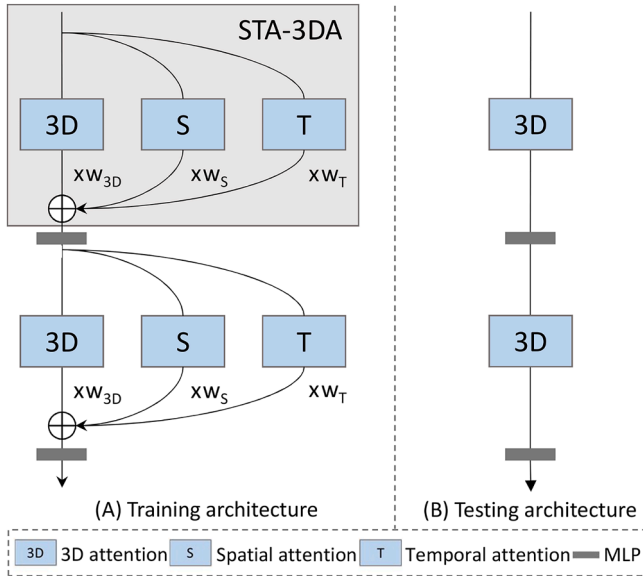 STA-3DA
3D S T 3D
xw3D xwS xwT
3D S T 3D
xw3D xwS xwT
(A) Training architecture (B) Testing architecture
3D 3D attention S Spatial attention T Temporal attention MLP